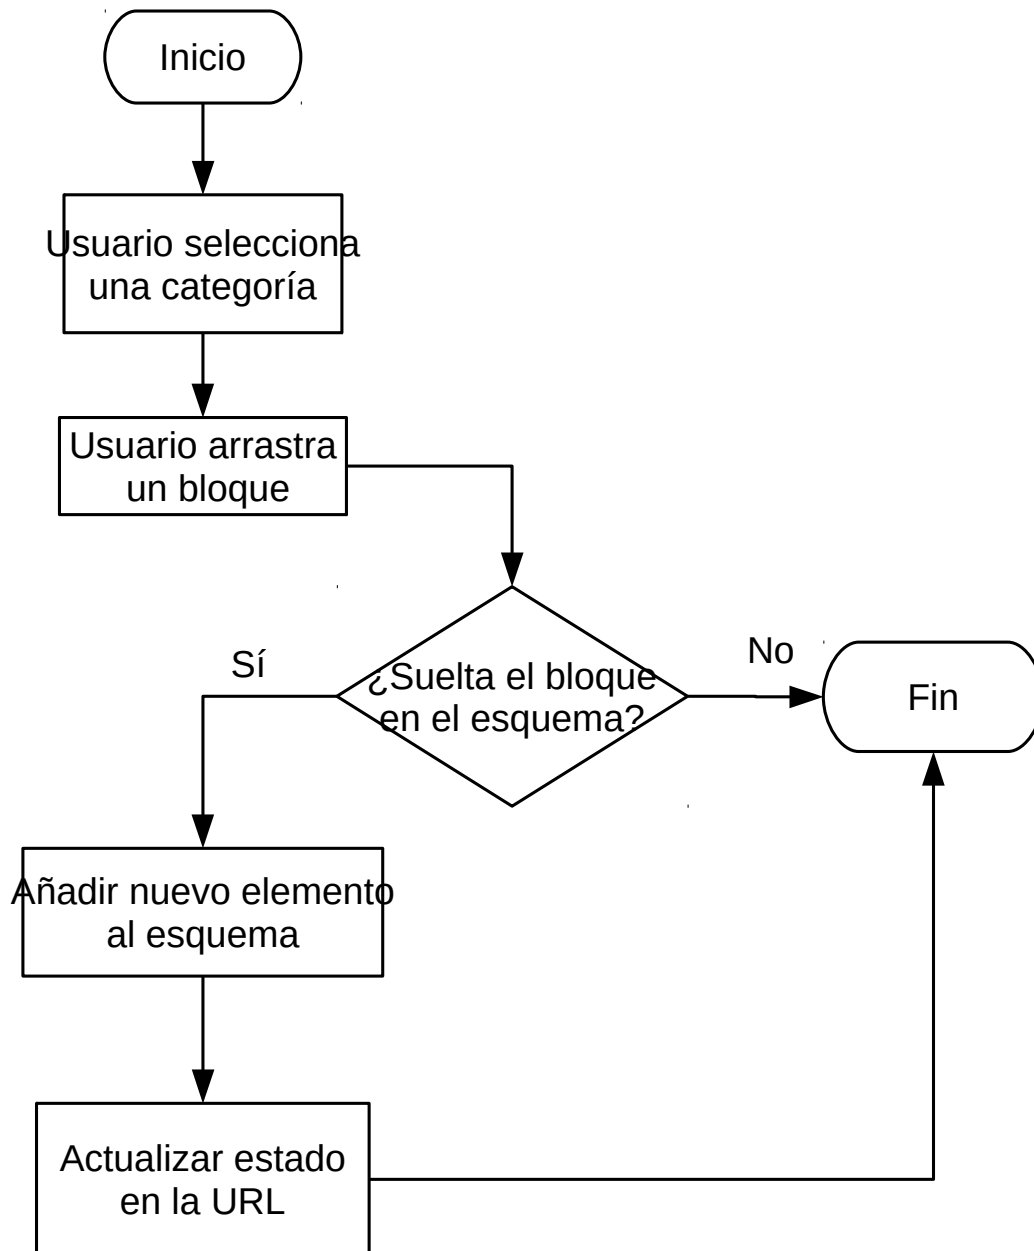 Inicio
Usuario selecciona
una categoría
Usuario arrastra
un bloque
¿Suelta el bloque
en el esquema?
Sí
No
Fin
Añadir nuevo elemento
al esquema
Actualizar estado
en la URL